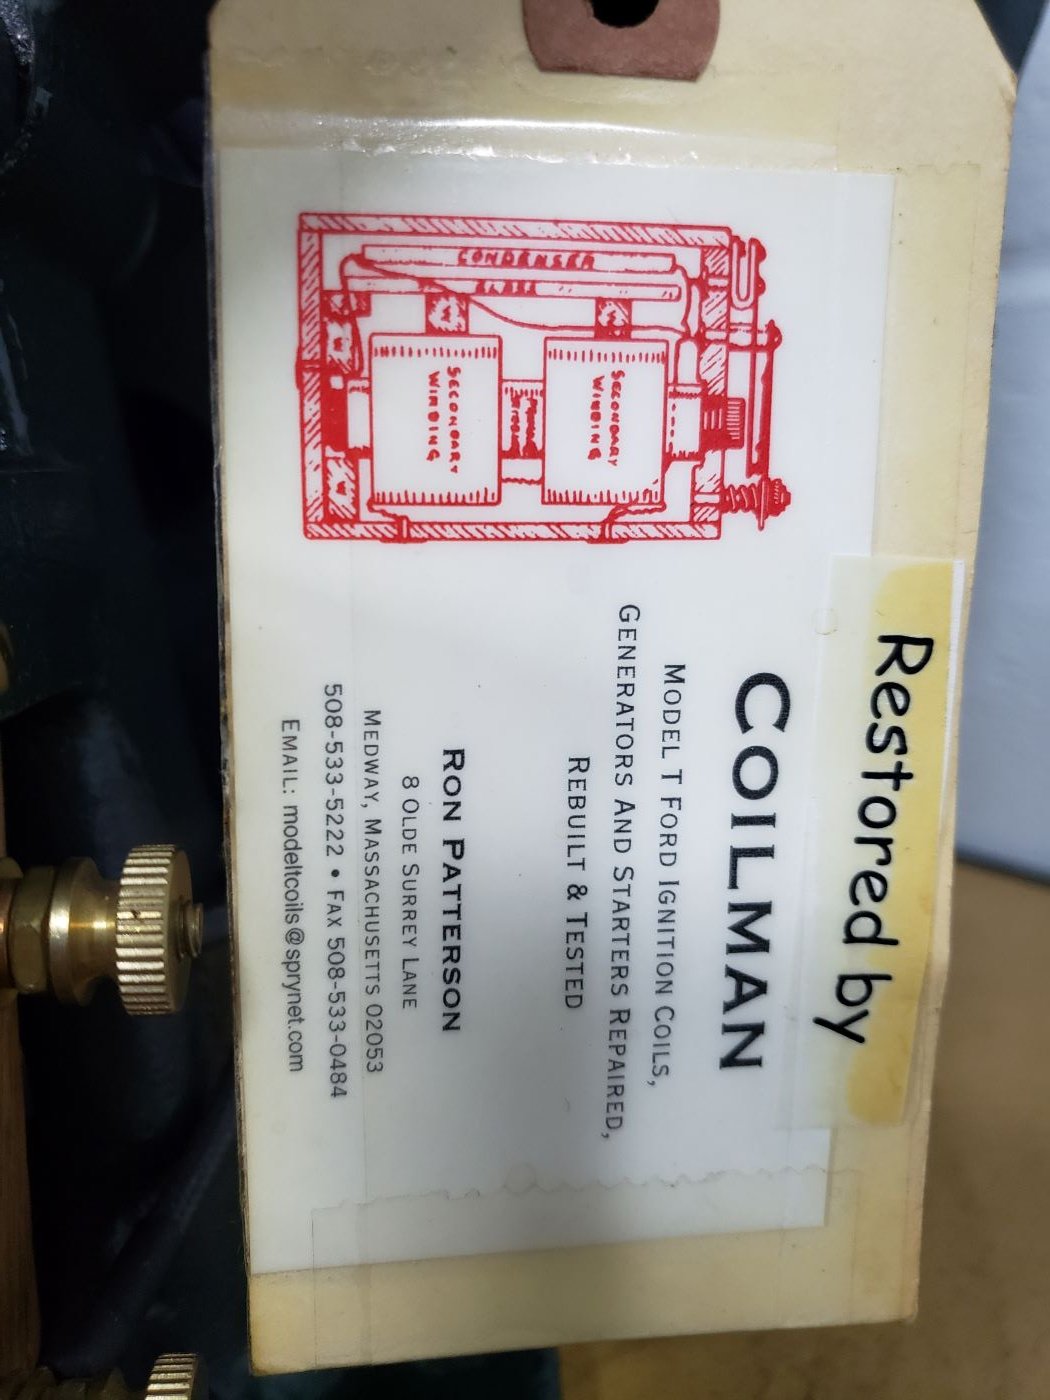 Restored by
COILMAN
MODEL T FORD IGNITION COILS,
GENERATORS AND STARTERS REPAIRED,
REBUILT & TESTED
RON PATTERSON
8 OLDE SURREY LANE
MEDWAY, MASSACHUSETTS 02053
508-533-5222 • FAX 508-533-0484
EMAIL: modeltcoils@sprynet.com
CONDENSER
SECONDARY
WINDING
SECONDARY
WINDING